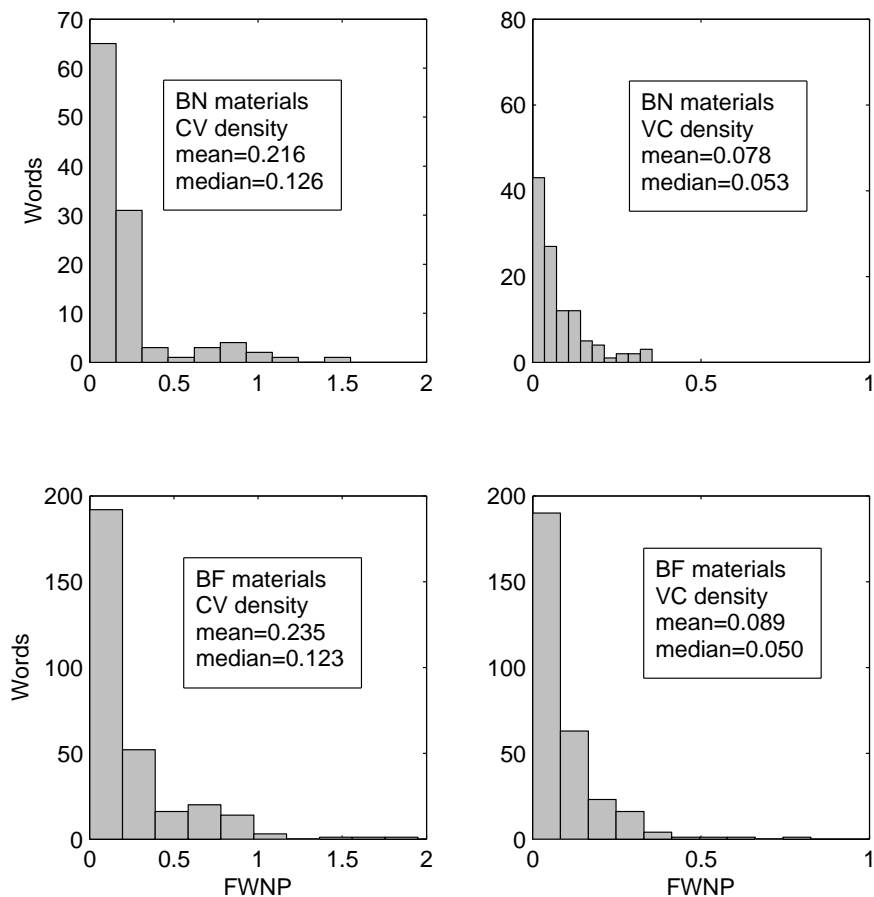 70
60
50
40
30
20
10
0
Words
0 0.5 1 1.5 2
BN materials
CV density
mean=0.216
median=0.126
80
60
40
20
0
0 0.5 1
BN materials
VC density
mean=0.078
median=0.053
200
150
100
50
0
Words
0 0.5 1 1.5 2
FWNP
BF materials
CV density
mean=0.235
median=0.123
200
150
100
50
0
0 0.5 1
FWNP
BF materials
VC density
mean=0.089
median=0.050